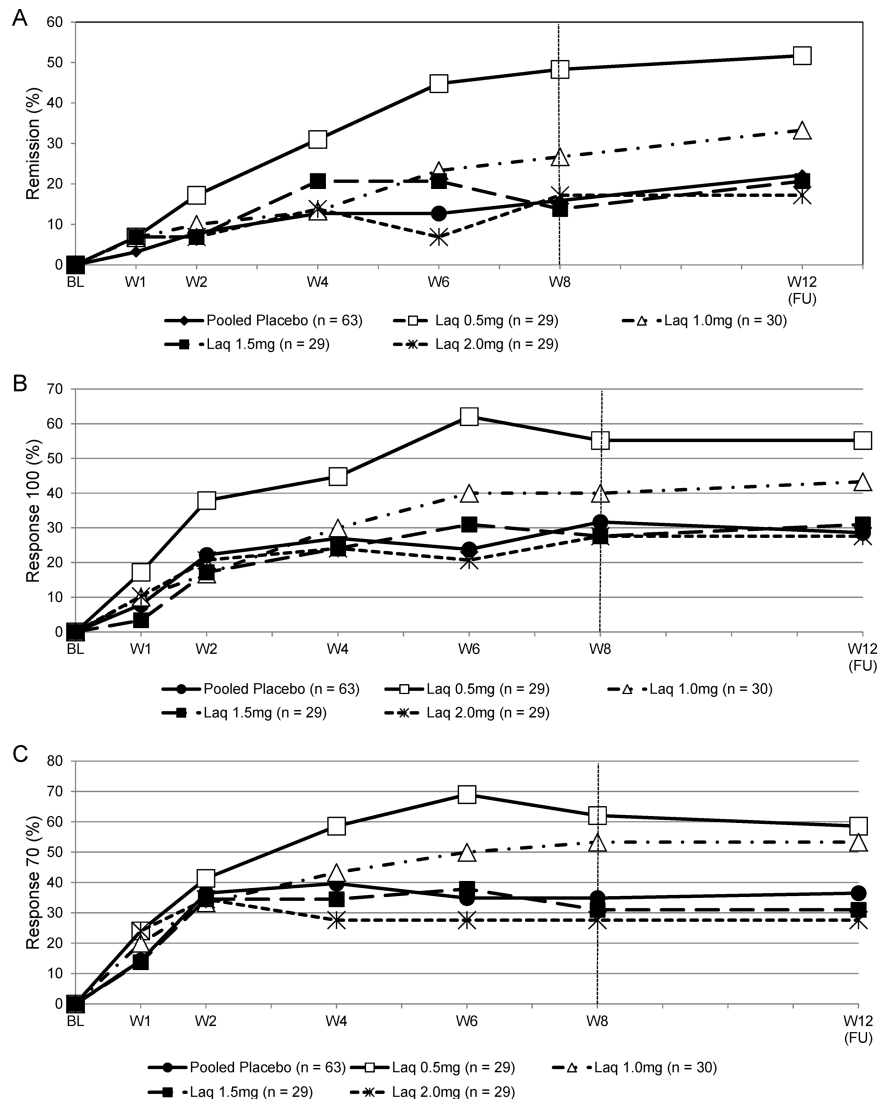 A
60
50
40
30
20
10
0
Remission (%)
BL W1 W2 W4 W6 W8 W12
(FU)
Pooled Placebo (n = 63) Laq 0.5mg (n = 29) Laq 1.0mg (n = 30)
Laq 1.5mg (n = 29) Laq 2.0mg (n = 29)
B
70
60
50
40
30
20
10
0
Response 100 (%)
BL W1 W2 W4 W6 W8 W12
(FU)
Pooled Placebo (n = 63) Laq 0.5mg (n = 29) Laq 1.0mg (n = 30)
Laq 1.5mg (n = 29) Laq 2.0mg (n = 29)
C
80
70
60
50
40
30
20
10
0
Response 70 (%)
BL W1 W2 W4 W6 W8 W12
(FU)
Pooled Placebo (n = 63) Laq 0.5mg (n = 29) Laq 1.0mg (n = 30)
Laq 1.5mg (n = 29) Laq 2.0mg (n = 29)